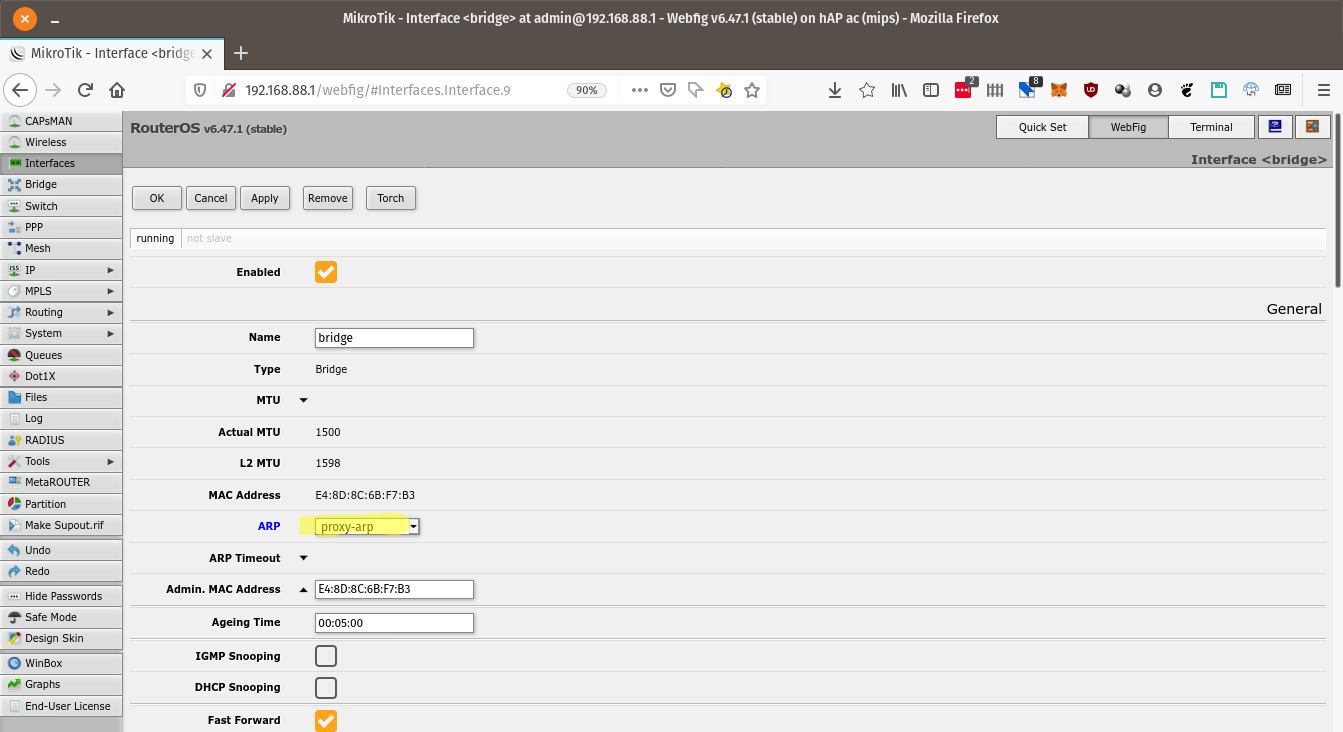 MikroTik - Interface <bridge> at admin@192.168.88.1 - Webfig v6.47.1 (stable) on hAP ac (mips) - Mozilla Firefox
MikroTik - Interface <bridge
192.168.88.1/webfig/#Interfaces.Interface.9
90%
2
8
CAPsMAN
Wireless
Interfaces
Bridge
Switch
PPP
Mesh
IP
MPLS
Routing
System
Queues
Dot1X
Files
Log
RADIUS
Tools
MetaROUTER
Partition
Make Supout.rif
Undo
Redo
Hide Passwords
Safe Mode
Design Skin
WinBox
Graphs
End-User License
RouterOS v6.47.1 (stable)
Quick Set WebFig Terminal
Interface <bridge>
OK Cancel Apply Remove Torch
running not slave
Enabled
General
Name bridge
Type Bridge
MTU
Actual MTU 1500
L2 MTU 1598
MAC Address E4:8D:8C:6B:F7:B3
ARP proxy-arp
ARP Timeout
Admin. MAC Address E4:8D:8C:6B:F7:B3
Ageing Time 00:05:00
IGMP Snooping
DHCP Snooping
Fast Forward